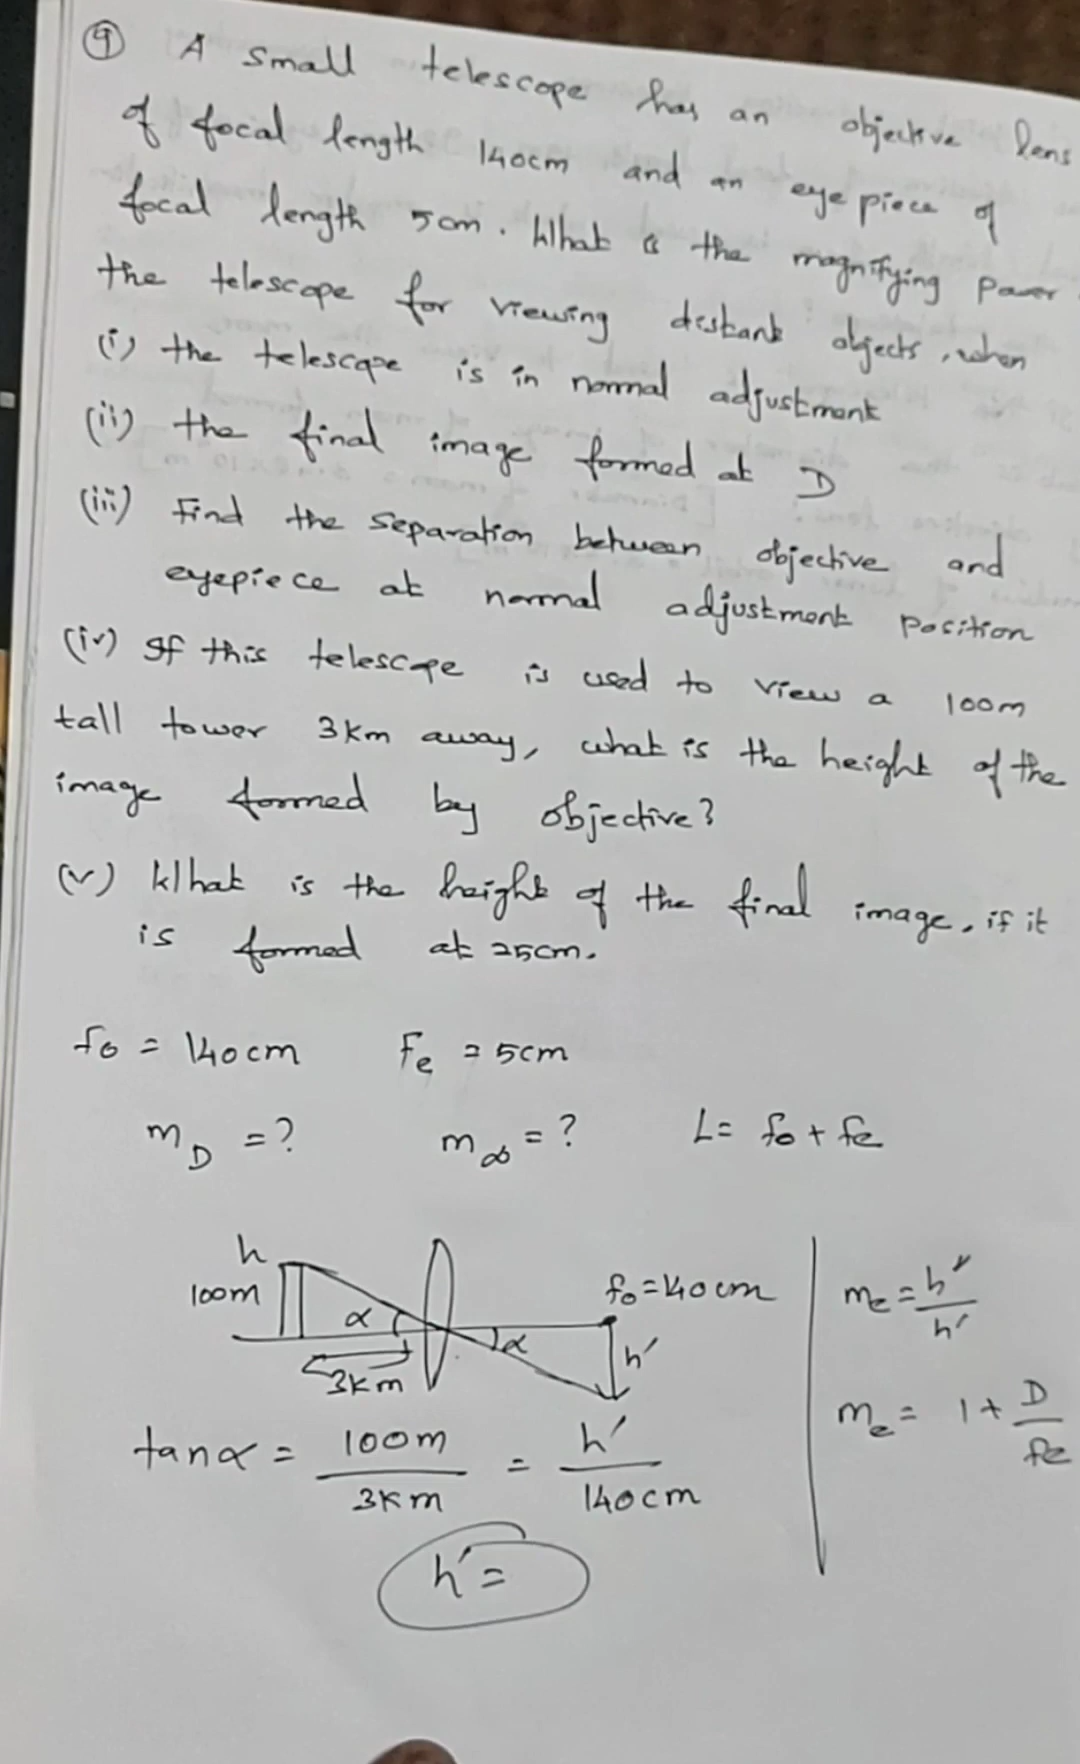 ⑨ A small telescope has an objective lens
of focal length 140cm and an eye piece of
focal length 5cm. What is the magnifying power
the telescope for viewing distant objects, when
(i) the telescope is in normal adjustment
(ii) the final image formed at D
(iii) Find the separation between objective and
eyepiece at normal adjustment position
(iv) If this telescope is used to view a 100m
tall tower 3km away, what is the height of the
image formed by objective?
(v) What is the height of the final image, if it
is formed at 25cm.
fo = 140cm Fe = 5cm
mD = ? m∞ = ? L = fo + fe
h
100m
α
3km
α
fo = 140cm
h′
tanα = 100m / 3km = h′ / 140cm
h′ =
me = h″ / h′
me = 1 + D / fe